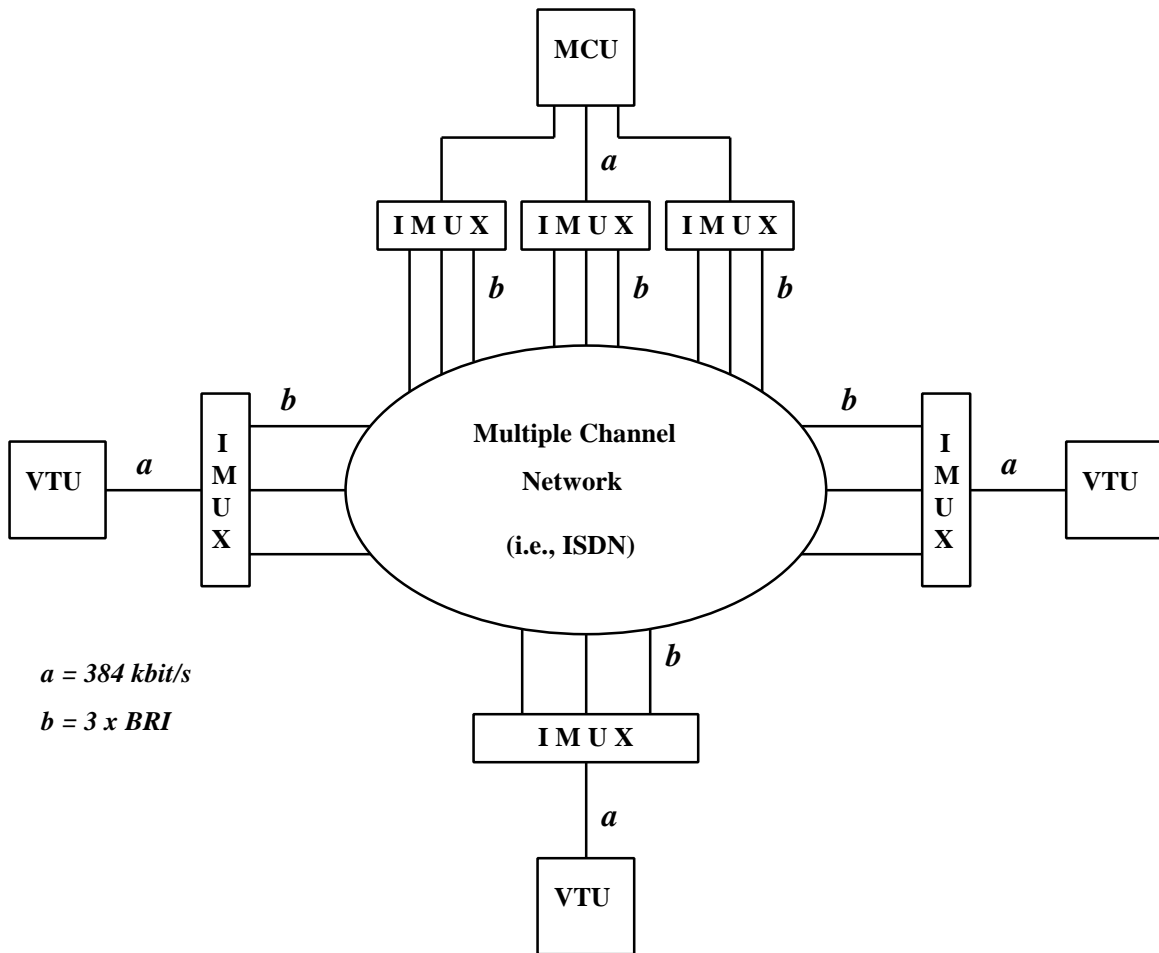 MCU
a
I M U X
I M U X
I M U X
b
b
b
b
b
I
M
U
X
Multiple Channel
Network
(i.e., ISDN)
I
M
U
X
VTU
a
a
VTU
b
a = 384 kbit/s
b = 3 x BRI
I M U X
a
VTU